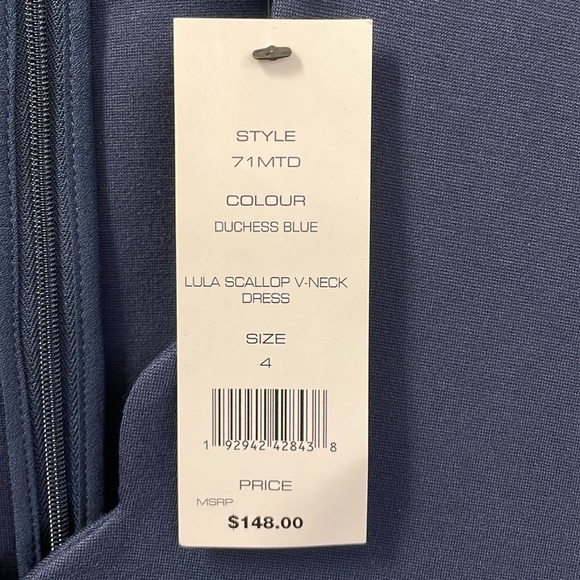 STYLE
71MTD
COLOUR
DUCHESS BLUE
LULA SCALLOP V-NECK
DRESS
SIZE
4
1 92942 42843 8
PRICE
MSRP
$148.00